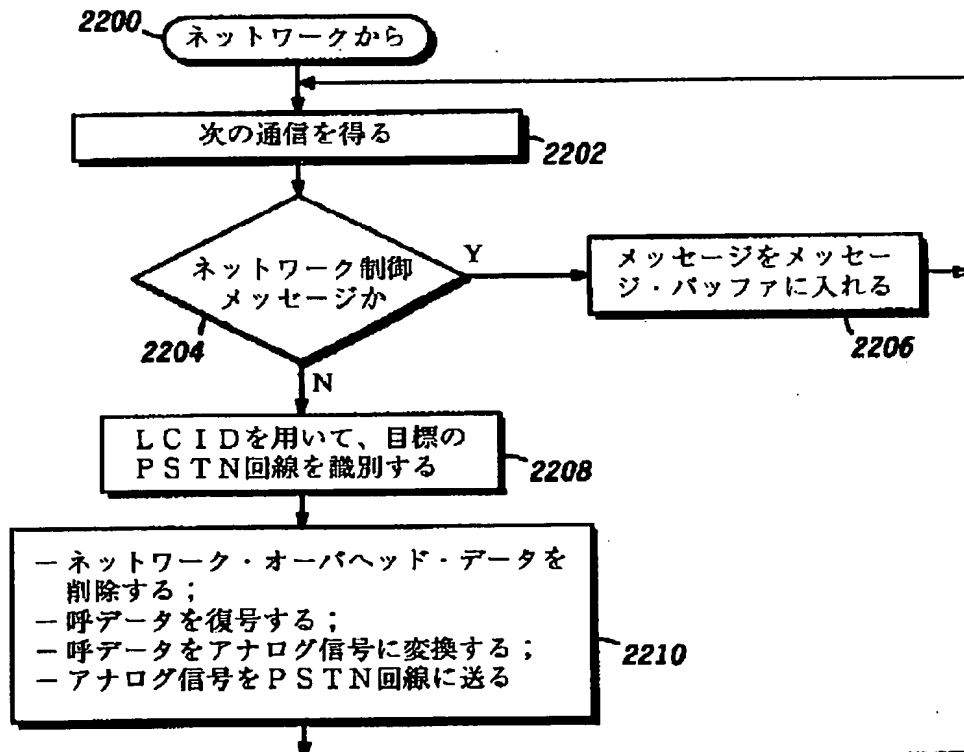 2200
ネットワークから
次の通信を得る
2202
ネットワーク制御
メッセージか
2204
Y
メッセージをメッセー
ジ・バッファに入れる
2206
N
LCIDを用いて、目標の
PSTN回線を識別する
2208
―ネットワーク・オーバヘッド・データを
削除する;
―呼データを復号する;
―呼データをアナログ信号に変換する;
―アナログ信号をPSTN回線に送る
2210